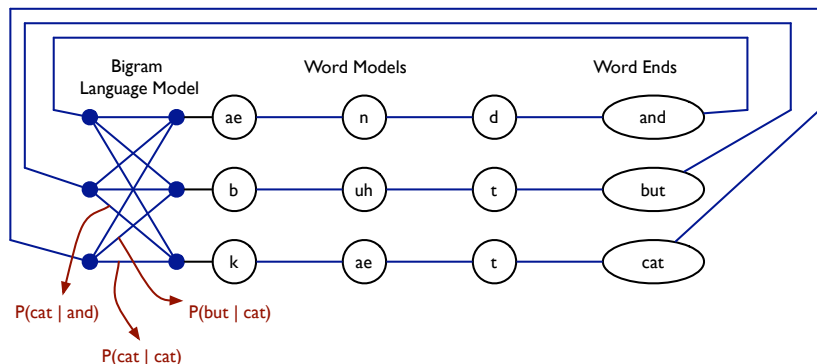 Bigram
Language Model
Word Models
Word Ends
ae n d and
b uh t but
k ae t cat
P(cat | and)
P(but | cat)
P(cat | cat)